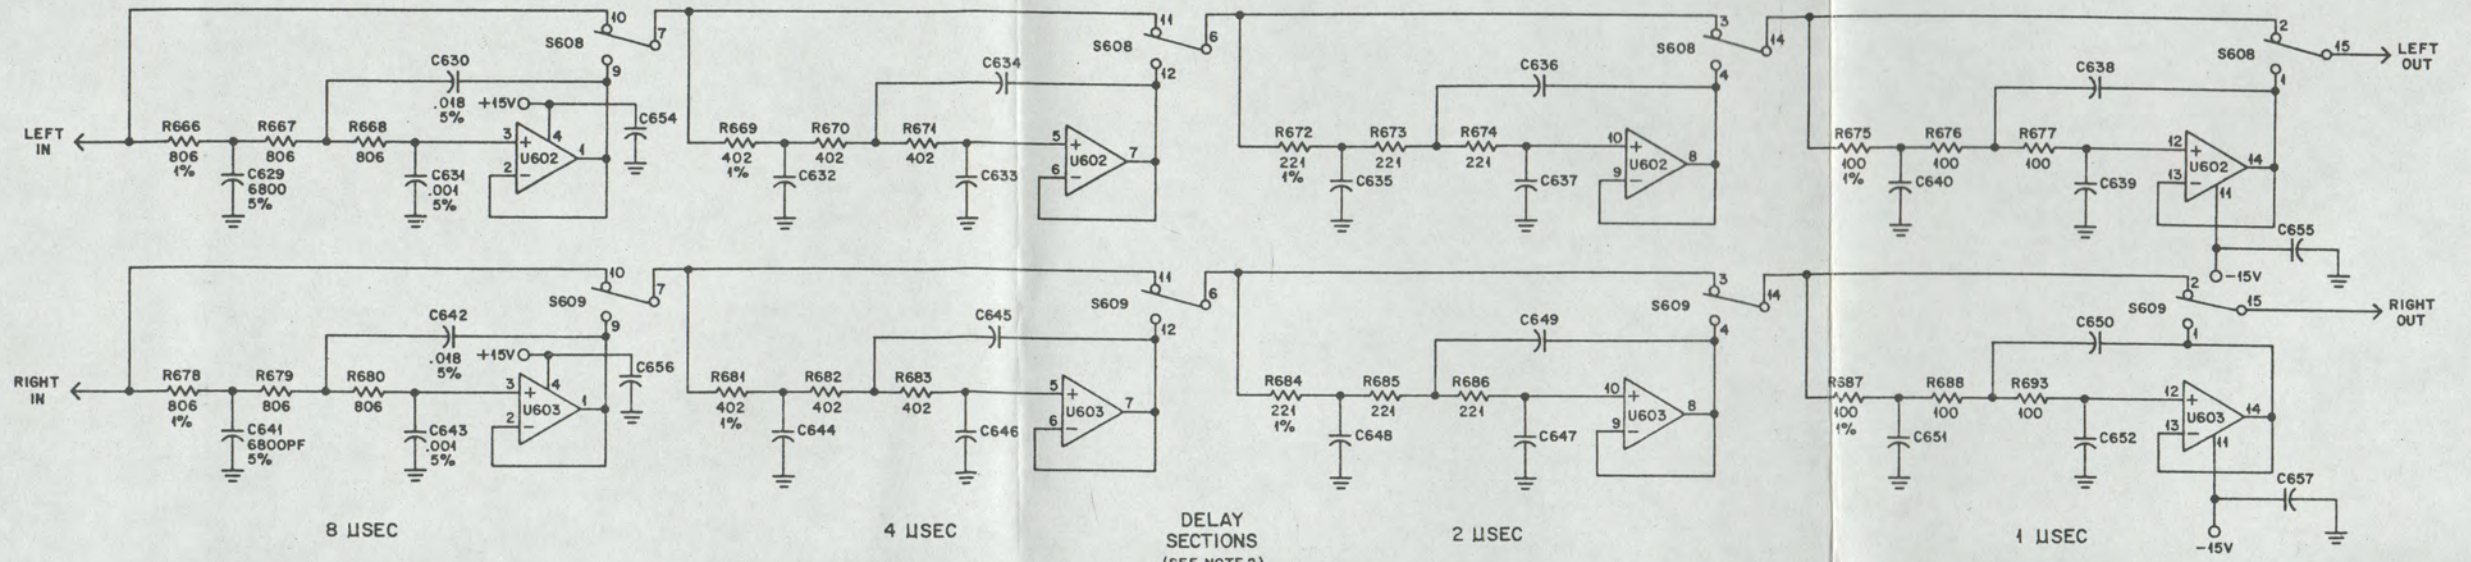 LEFT
IN
R666
806
1%
C629
6800
5%
R667
806
R668
806
C630
.018
5%
C631
.001
5%
+15V
C654
3
2
4
1
+
−
U602
S608
10
9
7
R669
402
1%
C632
R670
402
R671
402
C634
C633
5
6
7
+
−
U602
S608
11
12
6
R672
221
1%
C635
R673
221
R674
221
C636
C637
10
9
8
+
−
U602
S608
3
4
14
R675
100
1%
C640
R676
100
R677
100
C638
C639
12
13
14
11
+
−
U602
C655
-15V
S608
2
1
15
LEFT
OUT
RIGHT
IN
R678
806
1%
C641
6800PF
5%
R679
806
R680
806
C642
.018
5%
C643
.001
5%
+15V
C656
3
2
4
1
+
−
U603
S609
10
9
7
R681
402
1%
C644
R682
402
R683
402
C645
C646
5
6
7
+
−
U603
S609
11
12
6
R684
221
1%
C648
R685
221
R686
221
C649
C647
10
9
8
+
−
U603
S609
3
4
14
R687
100
1%
C651
R688
100
R693
100
C650
C652
12
13
14
11
+
−
U603
C657
-15V
S609
2
1
15
RIGHT
OUT
8 µSEC
4 µSEC
DELAY
SECTIONS
(SEE NOTE 2)
2 µSEC
1 µSEC